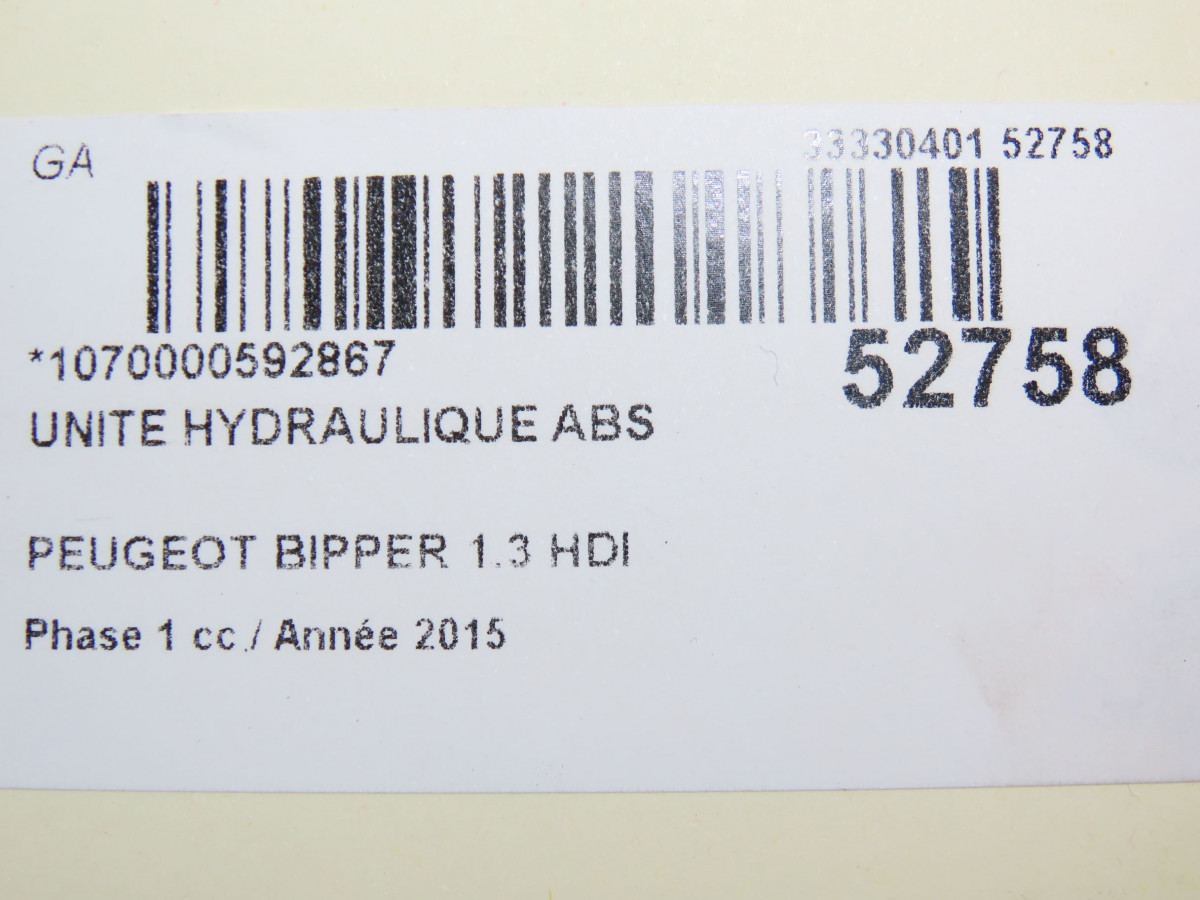 GA
33330401 52758
*1070000592867
52758
UNITE HYDRAULIQUE ABS
PEUGEOT BIPPER 1.3 HDI
Phase 1 cc / Année 2015